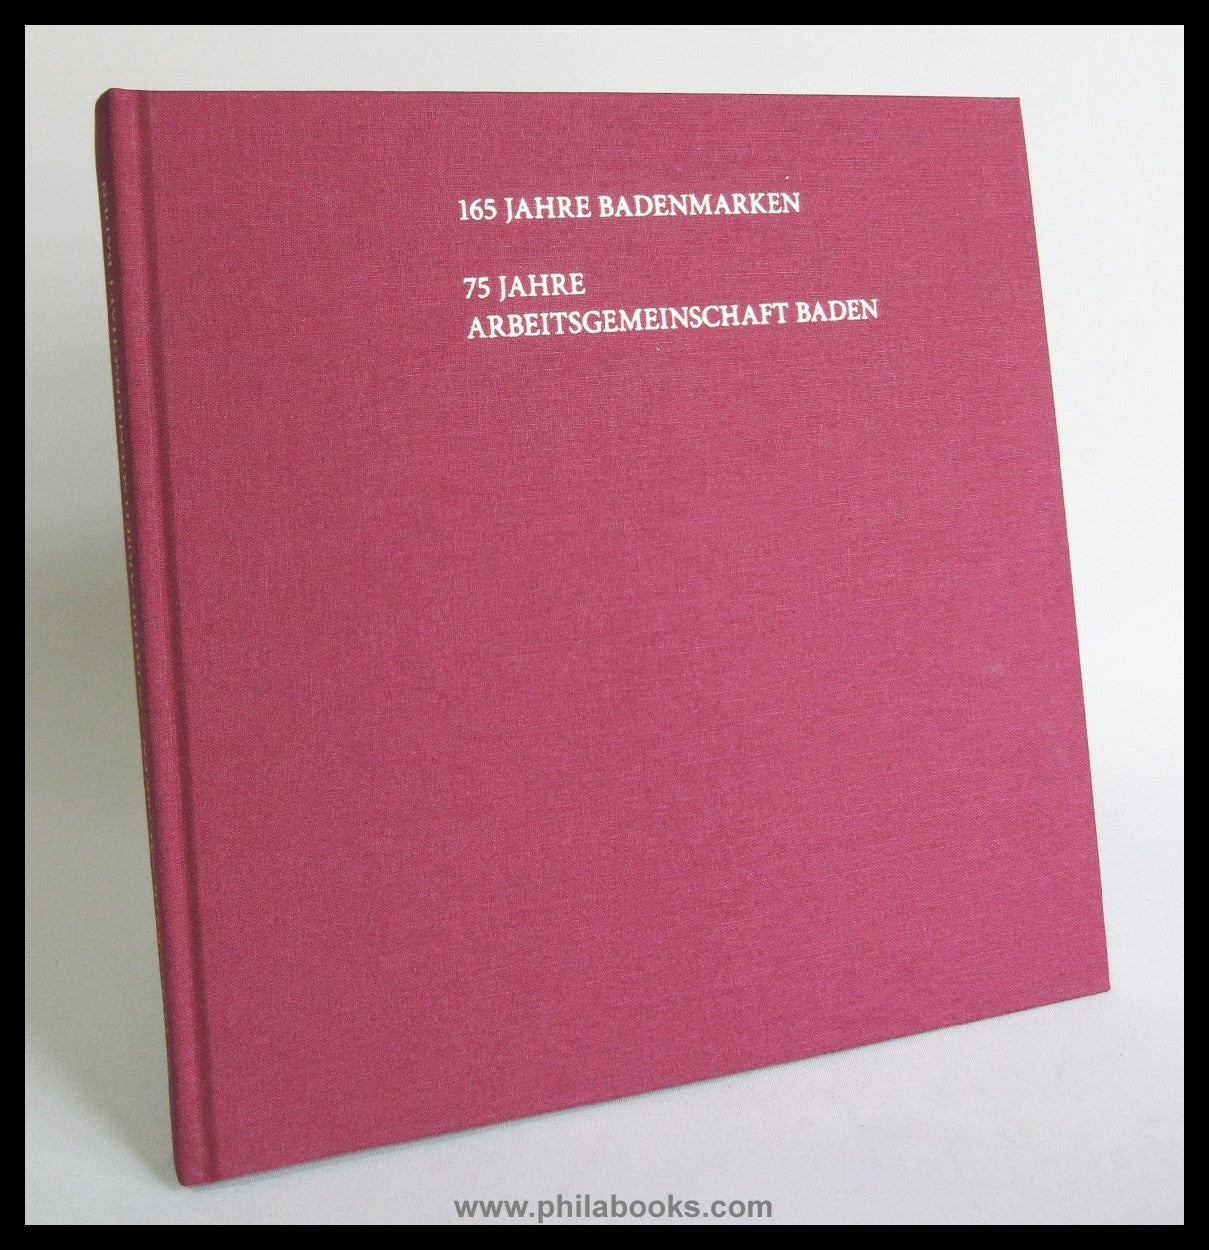 165 JAHRE BADENMARKEN
75 JAHRE
ARBEITSGEMEINSCHAFT BADEN
www.philabooks.com